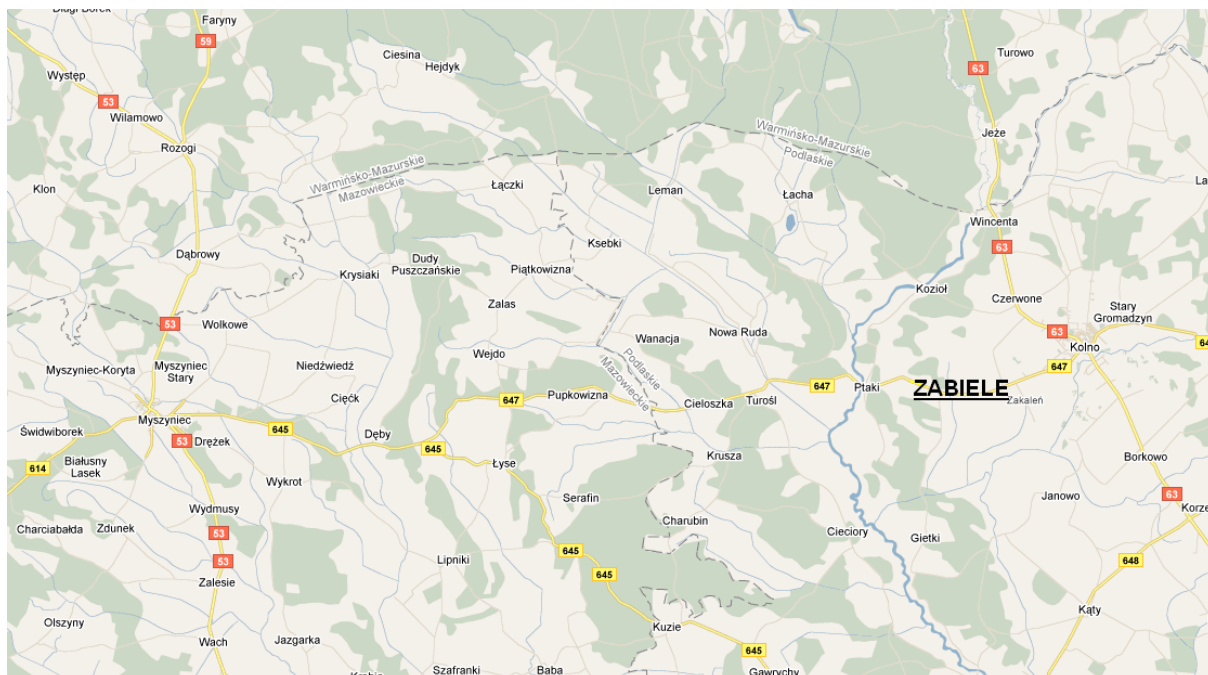 Faryny
59
Ciesina
Hejdyk
63
Turowo
Występ
53
Wilamowo
Rozogi
Jeże
Warmińsko-Mazurskie
Podlaskie
Warmińsko-Mazurskie
Mazowieckie
Łączki
Leman
Łacha
Klon
La
Wincenta
Dąbrowy
Ksebki
63
Dudy
Puszczańskie
Krysiaki
Piątkowizna
Kozioł
Czerwone
Zalas
Stary
Gromadzyn
53
Wolkowe
Nowa Ruda
63
Wanacja
Kolno
64
Wejdo
Podlaskie
Mazowieckie
Myszyniec-Koryta
Myszyniec
Stary
Niedźwiedź
647
647
Ptaki
ZABIELE
Pupkowizna
647
Cieloszka
Turośl
Zakaleń
Cięćk
Myszyniec
645
Dęby
Świdwiborek
53
Drężek
645
614
Białusny
Lasek
Łyse
Krusza
Borkowo
Wykrot
Serafin
Janowo
63
Wydmusy
Korze
Charciabałda
Zdunek
53
Charubin
Cieciory
Gietki
645
53
Lipniki
645
648
Zalesie
Olszyny
Kąty
Kuzie
Wach
Jazgarka
645
Szafranki
Baba
Gawrychy